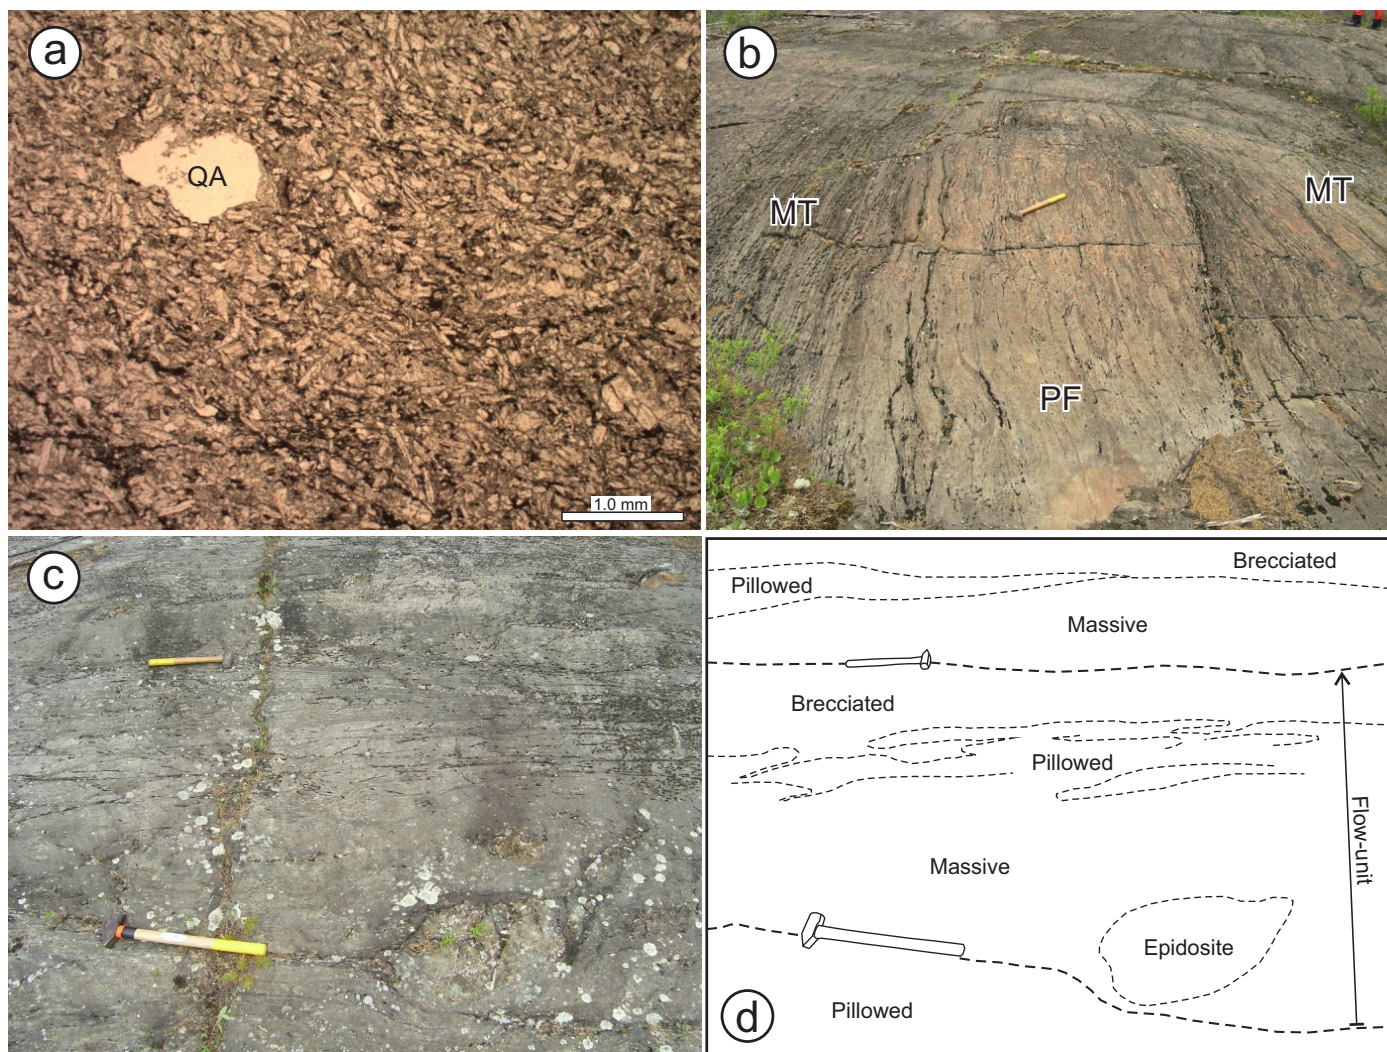 a
QA
1.0 mm
b
MT
MT
PF
c
Brecciated
Pillowed
Massive
Brecciated
Pillowed
Flow-unit
Massive
Epidosite
Pillowed
d